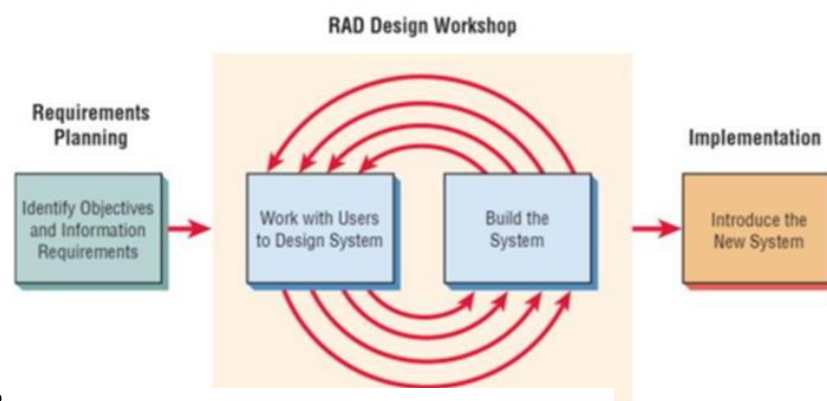 RAD Design Workshop
Requirements
Planning
Identify Objectives
and Information
Requirements
Work with Users
to Design System
Build the
System
Implementation
Introduce the
New System